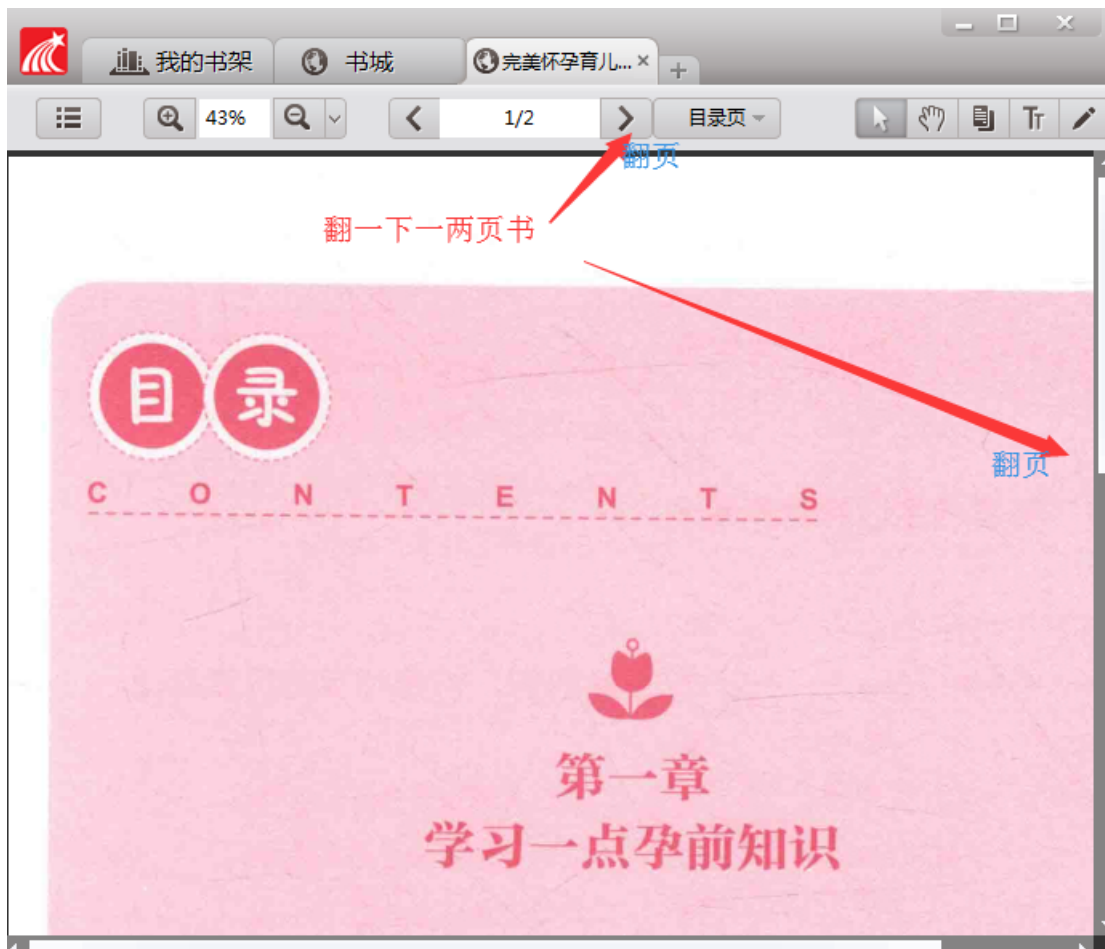 我的书架 书城 完美怀孕育儿...
43% 1/2 目录页
翻页
翻一下一两页书
目录
CONTENTS
翻页
第一章
学习一点孕前知识